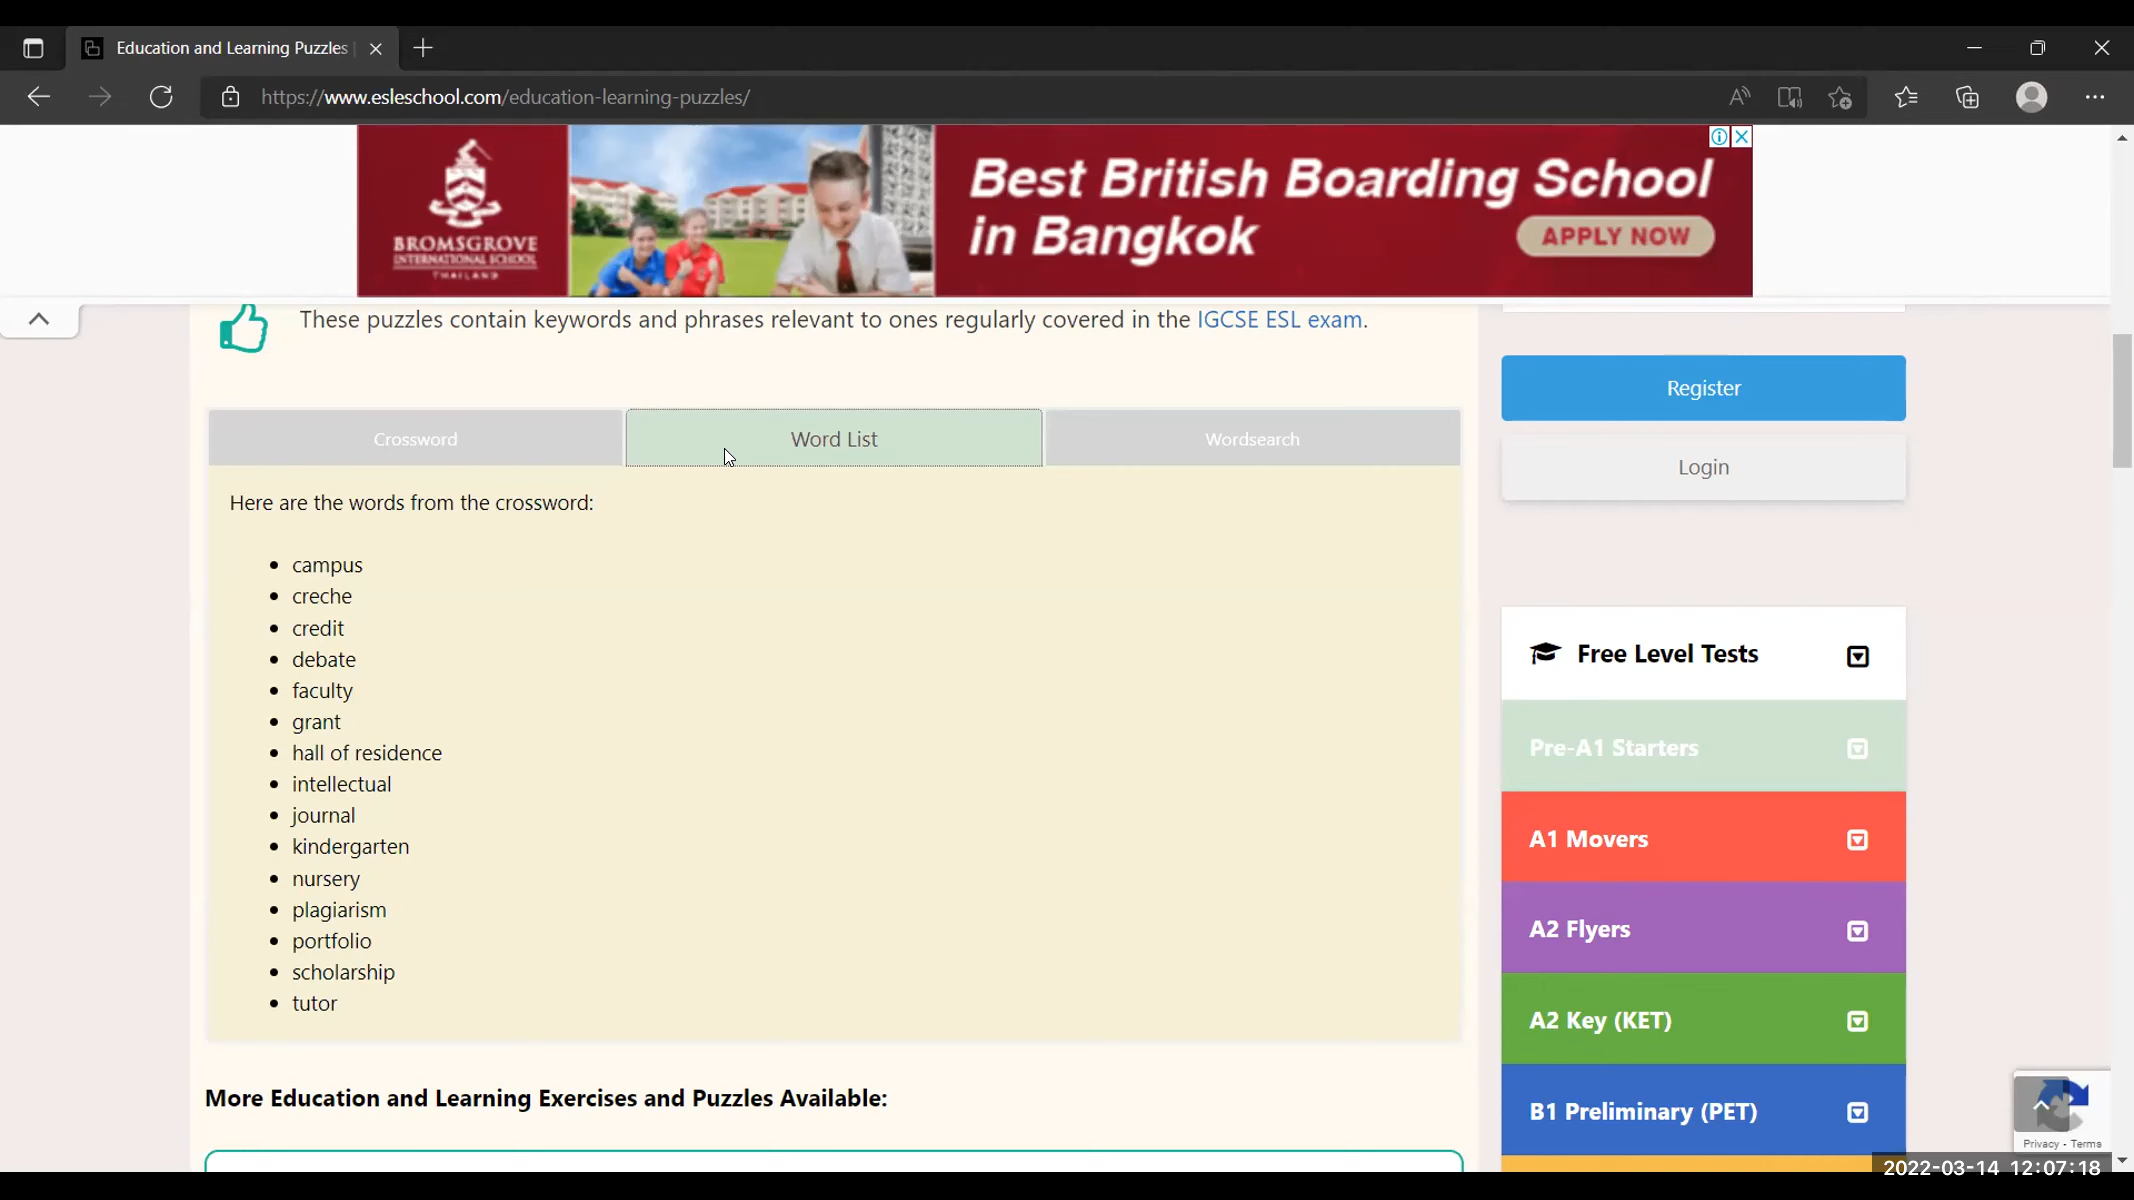 Education and Learning Puzzles |
https://www.esleschool.com/education-learning-puzzles/
BROMSGROVE
INTERNATIONAL SCHOOL
THAILAND
Best British Boarding School
in Bangkok
APPLY NOW
These puzzles contain keywords and phrases relevant to ones regularly covered in the IGCSE ESL exam.
Crossword
Word List
Wordsearch
Here are the words from the crossword:
• campus
• creche
• credit
• debate
• faculty
• grant
• hall of residence
• intellectual
• journal
• kindergarten
• nursery
• plagiarism
• portfolio
• scholarship
• tutor
More Education and Learning Exercises and Puzzles Available:
Register
Login
Free Level Tests
Pre-A1 Starters
A1 Movers
A2 Flyers
A2 Key (KET)
B1 Preliminary (PET)
Privacy - Terms
2022-03-14 12:07:18